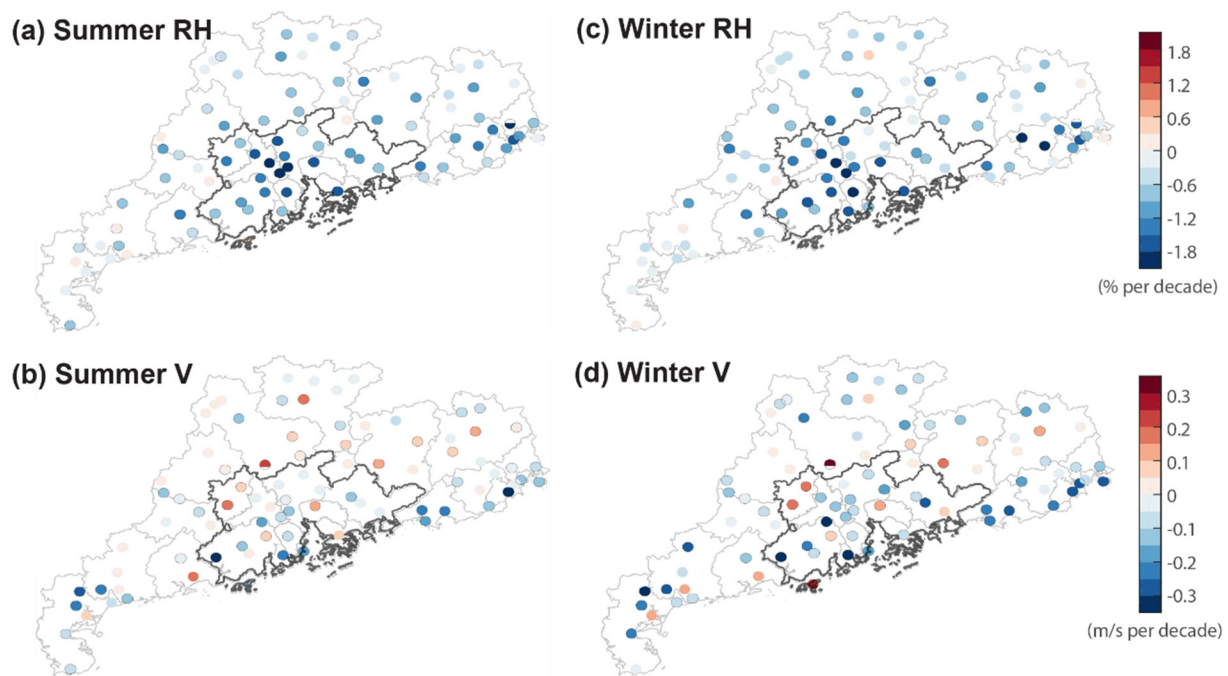 (a) Summer RH
(c) Winter RH
1.8
1.2
0.6
0
-0.6
-1.2
-1.8
(% per decade)
(b) Summer V
(d) Winter V
0.3
0.2
0.1
0
-0.1
-0.2
-0.3
(m/s per decade)